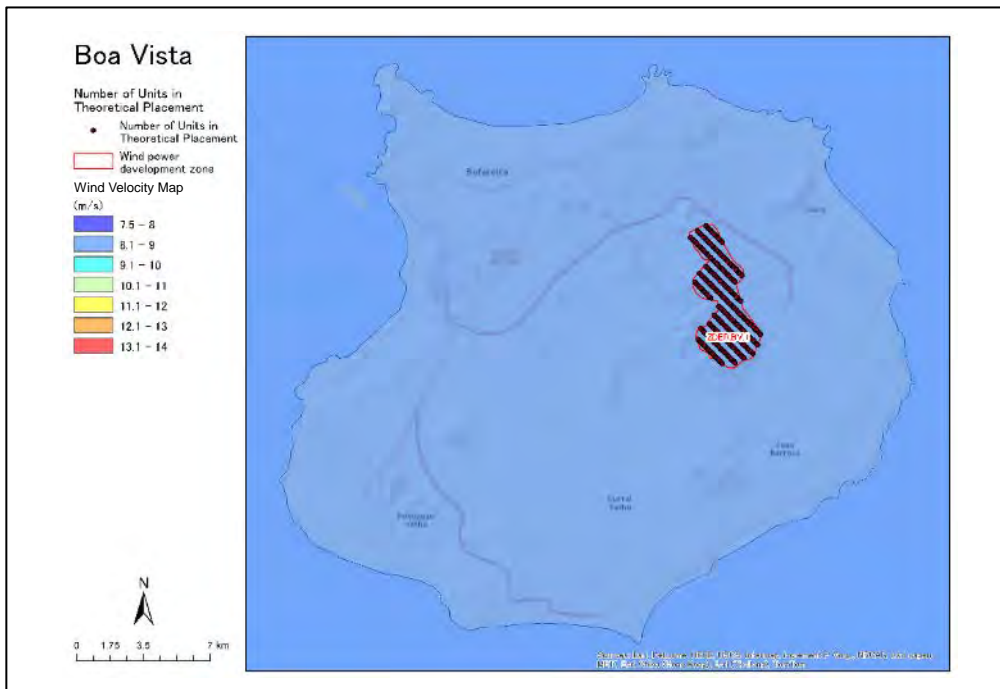 Boa Vista
Number of Units in
Theoretical Placement
Number of Units in
Theoretical Placement
Wind power
development zone
Wind Velocity Map
(m/s)
7.5 - 8
8.1 - 9
9.1 - 10
10.1 - 11
11.1 - 12
12.1 - 13
13.1 - 14
N
0 1.75 3.5 7 km
Bofareira
ZDER.BV.1
Curral
Velho
Povoação
Velha